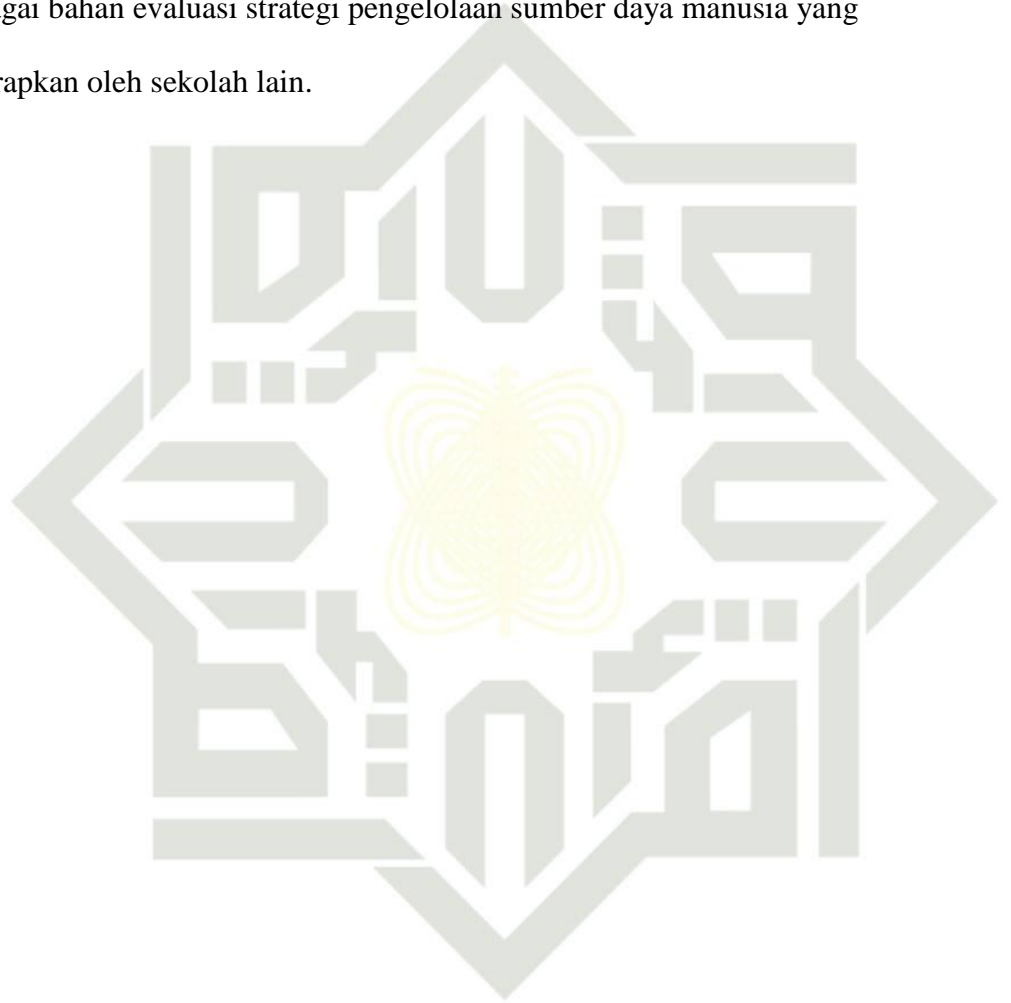 gai bahan evaluasi strategi pengelolaan sumber daya manusia yang
rapkan oleh sekolah lain.